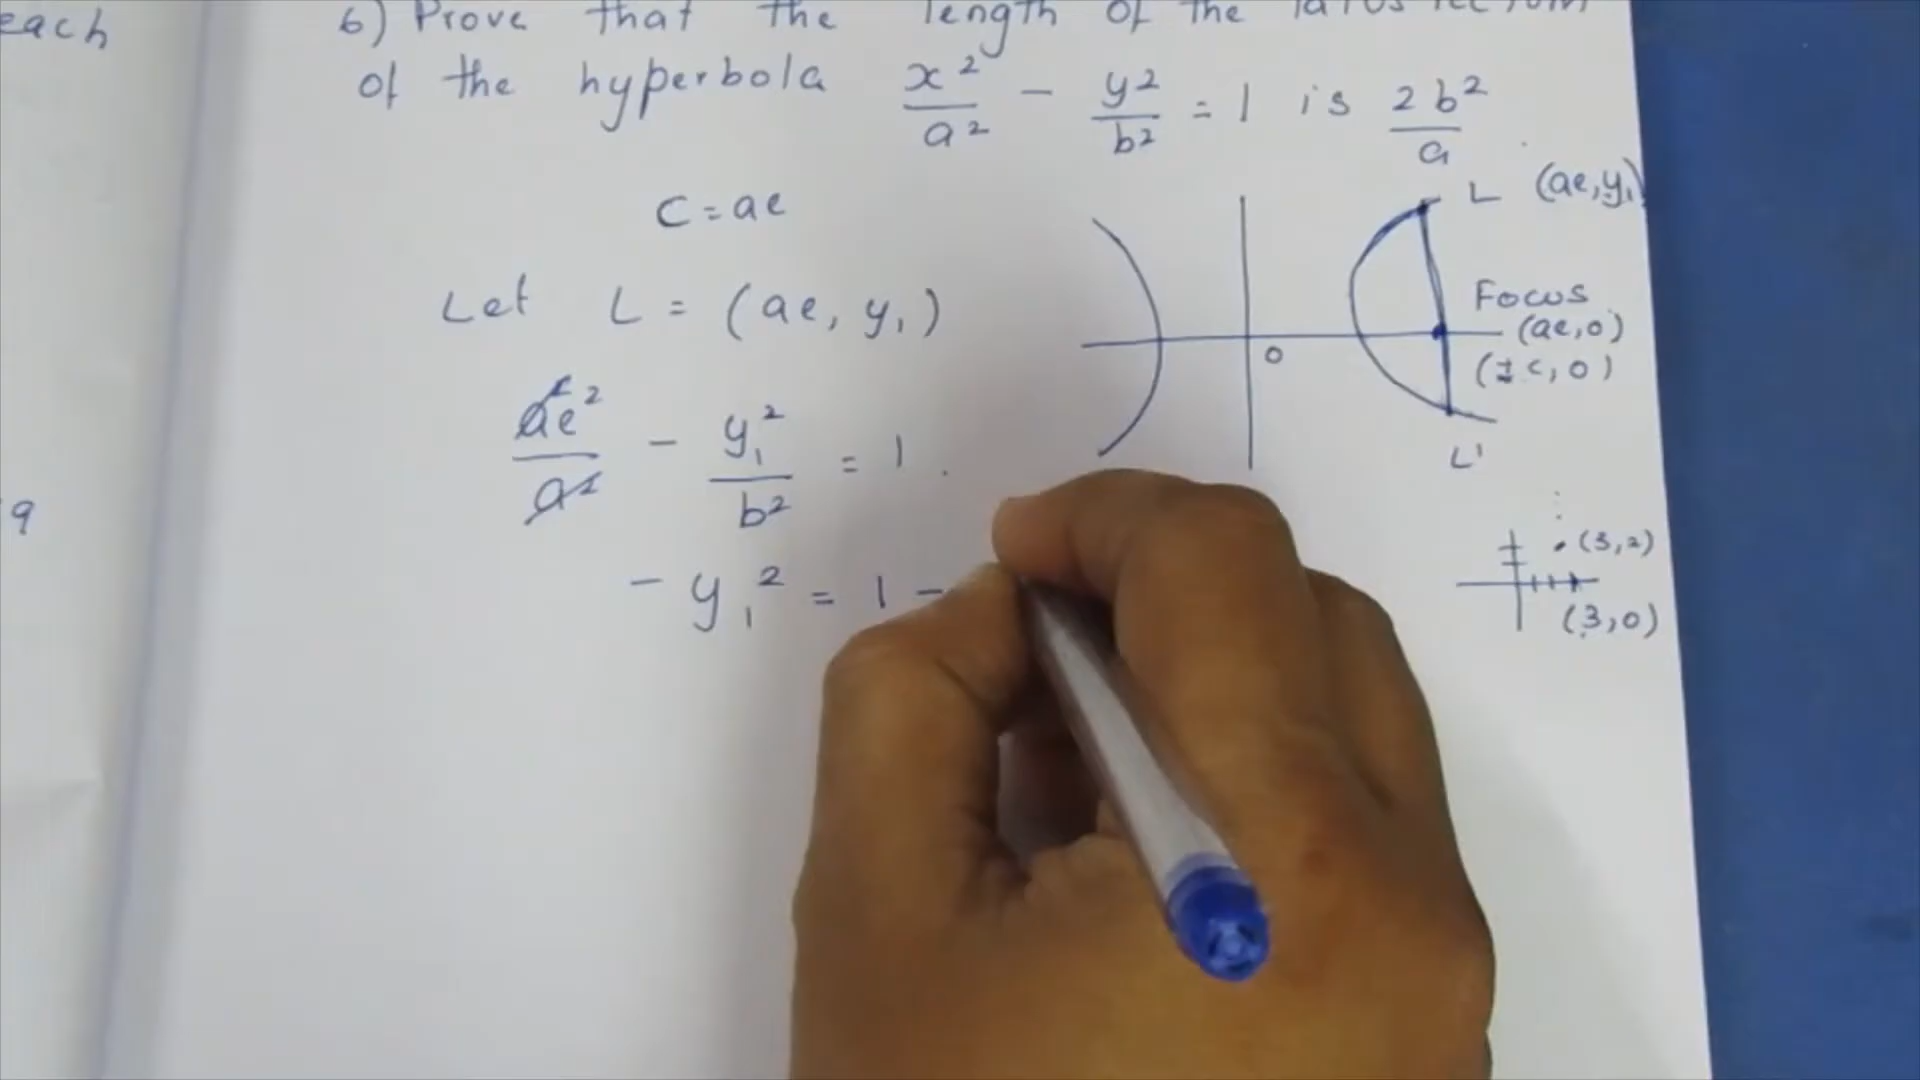 each
6) Prove that the length of the latus rectum
of the hyperbola x²/a² - y²/b² = 1 is 2b²/a
C = ae
L (ae, y₁)
Let L = (ae, y₁)
Focus
(ae, 0)
(± c, 0)
O
a²e²/a² - y₁²/b² = 1.
L'
9
- y₁² = 1 -
(3,2)
(3,0)